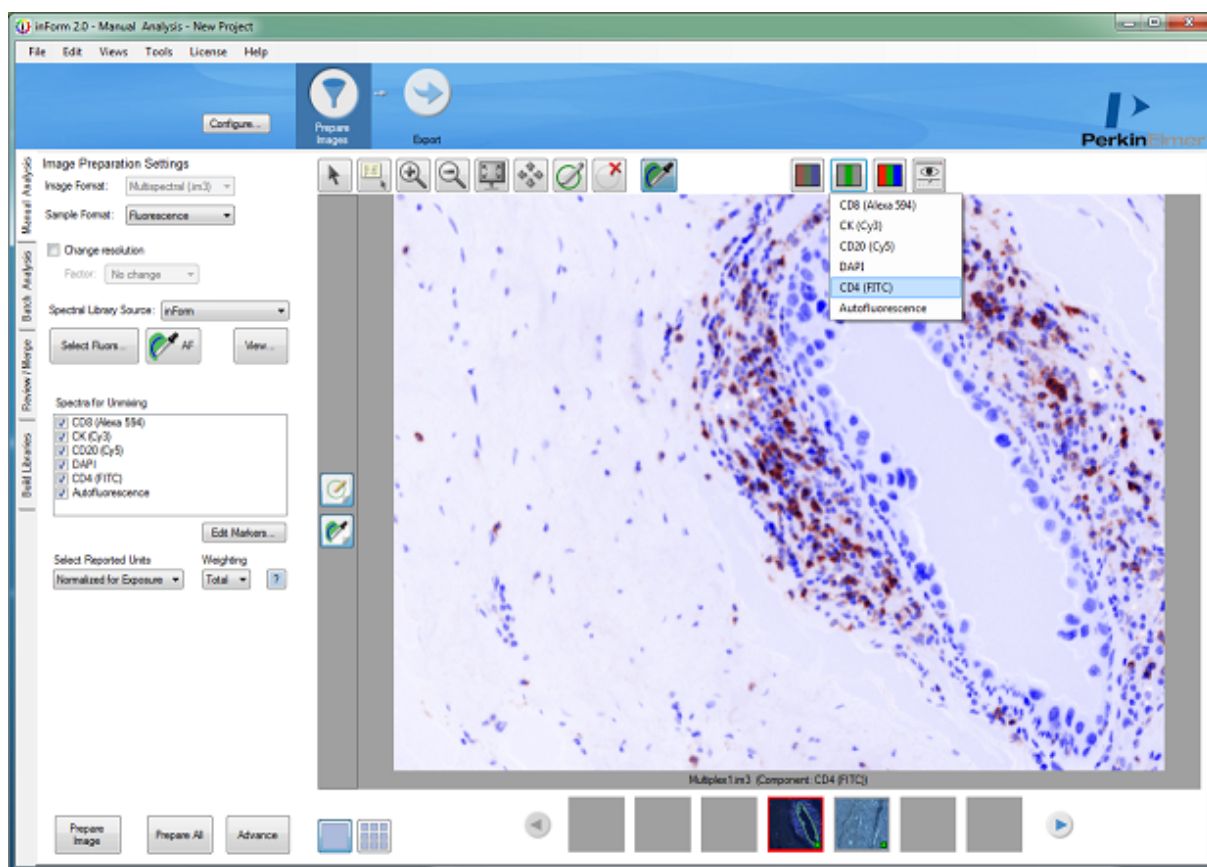 inForm 2.0 - Manual Analysis - New Project
File Edit Views Tools License Help
Configure...
Prepare
Images
Export
PerkinElmer
Manual Analysis
Batch Analysis
Review / Merge
Build Libraries
Image Preparation Settings
Image Format: Multispectral (.im3)
Sample Format: Fluorescence
Change resolution
Factor: No change
Spectral Library Source: inForm
Select Fluors... AF View...
Spectra for Unmixing
CD8 (Alexa 594)
CK (Cy3)
CD20 (Cy5)
DAPI
CD4 (FITC)
Autofluorescence
Edit Markers...
Select Reported Units Weighting
Normalized for Exposure Total ?
CD8 (Alexa 594)
CK (Cy3)
CD20 (Cy5)
DAPI
CD4 (FITC)
Autofluorescence
Multiplex1.im3 (Component: CD4 (FITC))
Prepare
Image
Prepare All
Advance